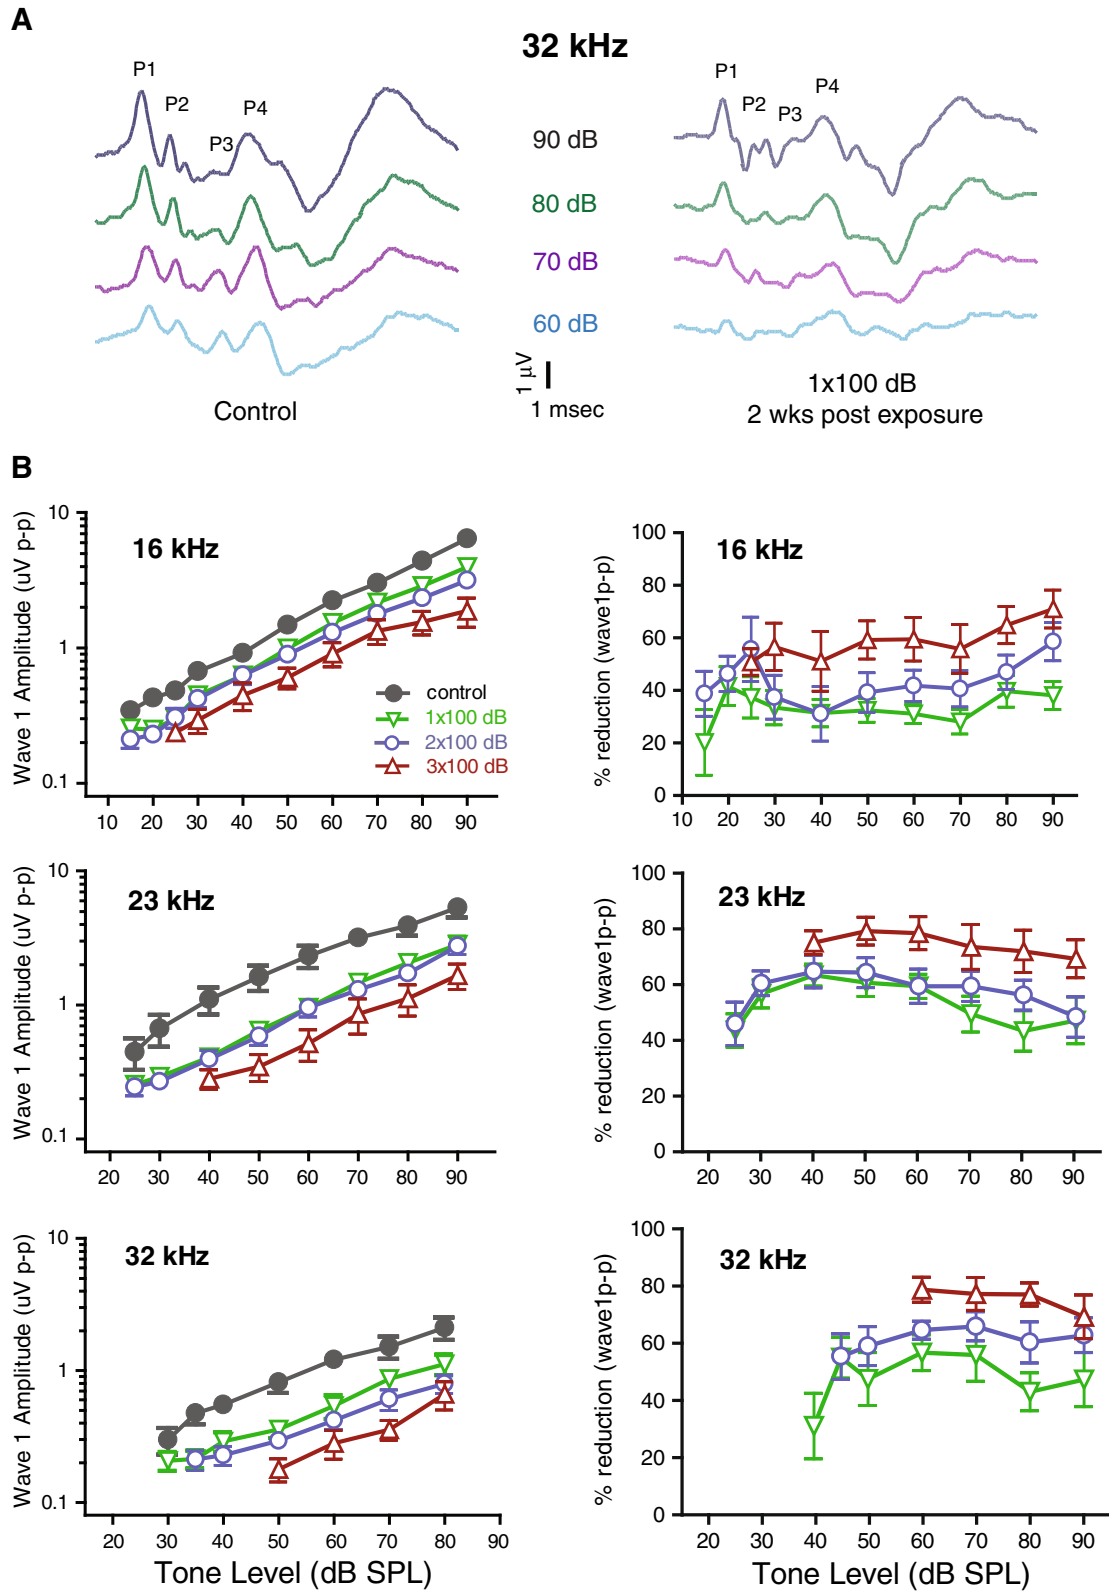 A
32 kHz
P1
P2
P3
P4
P1
P2
P3
P4
90 dB
80 dB
70 dB
60 dB
1 µV
1 msec
Control
1x100 dB
2 wks post exposure
B
Wave 1 Amplitude (uV p-p)
10
1
0.1
16 kHz
control
1x100 dB
2x100 dB
3x100 dB
10 20 30 40 50 60 70 80 90
% reduction (wave1p-p)
100
80
60
40
20
0
16 kHz
10 20 30 40 50 60 70 80 90
Wave 1 Amplitude (uV p-p)
10
1
0.1
23 kHz
20 30 40 50 60 70 80 90
% reduction (wave1p-p)
100
80
60
40
20
0
23 kHz
20 30 40 50 60 70 80 90
Wave 1 Amplitude (uV p-p)
10
1
0.1
32 kHz
20 30 40 50 60 70 80 90
Tone Level (dB SPL)
% reduction (wave1p-p)
100
80
60
40
20
0
32 kHz
20 30 40 50 60 70 80 90
Tone Level (dB SPL)